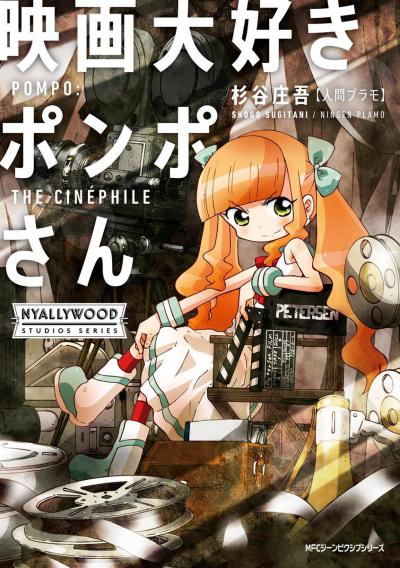 映画大好き
POMPO:
ポンポ
THE CINÉPHILE
さん
杉谷庄吾【人間プラモ】
SHOGO SUGITANI / NINGEN PLAMO
NYALLYWOOD
STUDIOS SERIES
PETERSEN
MFCジーンピクシブシリーズ